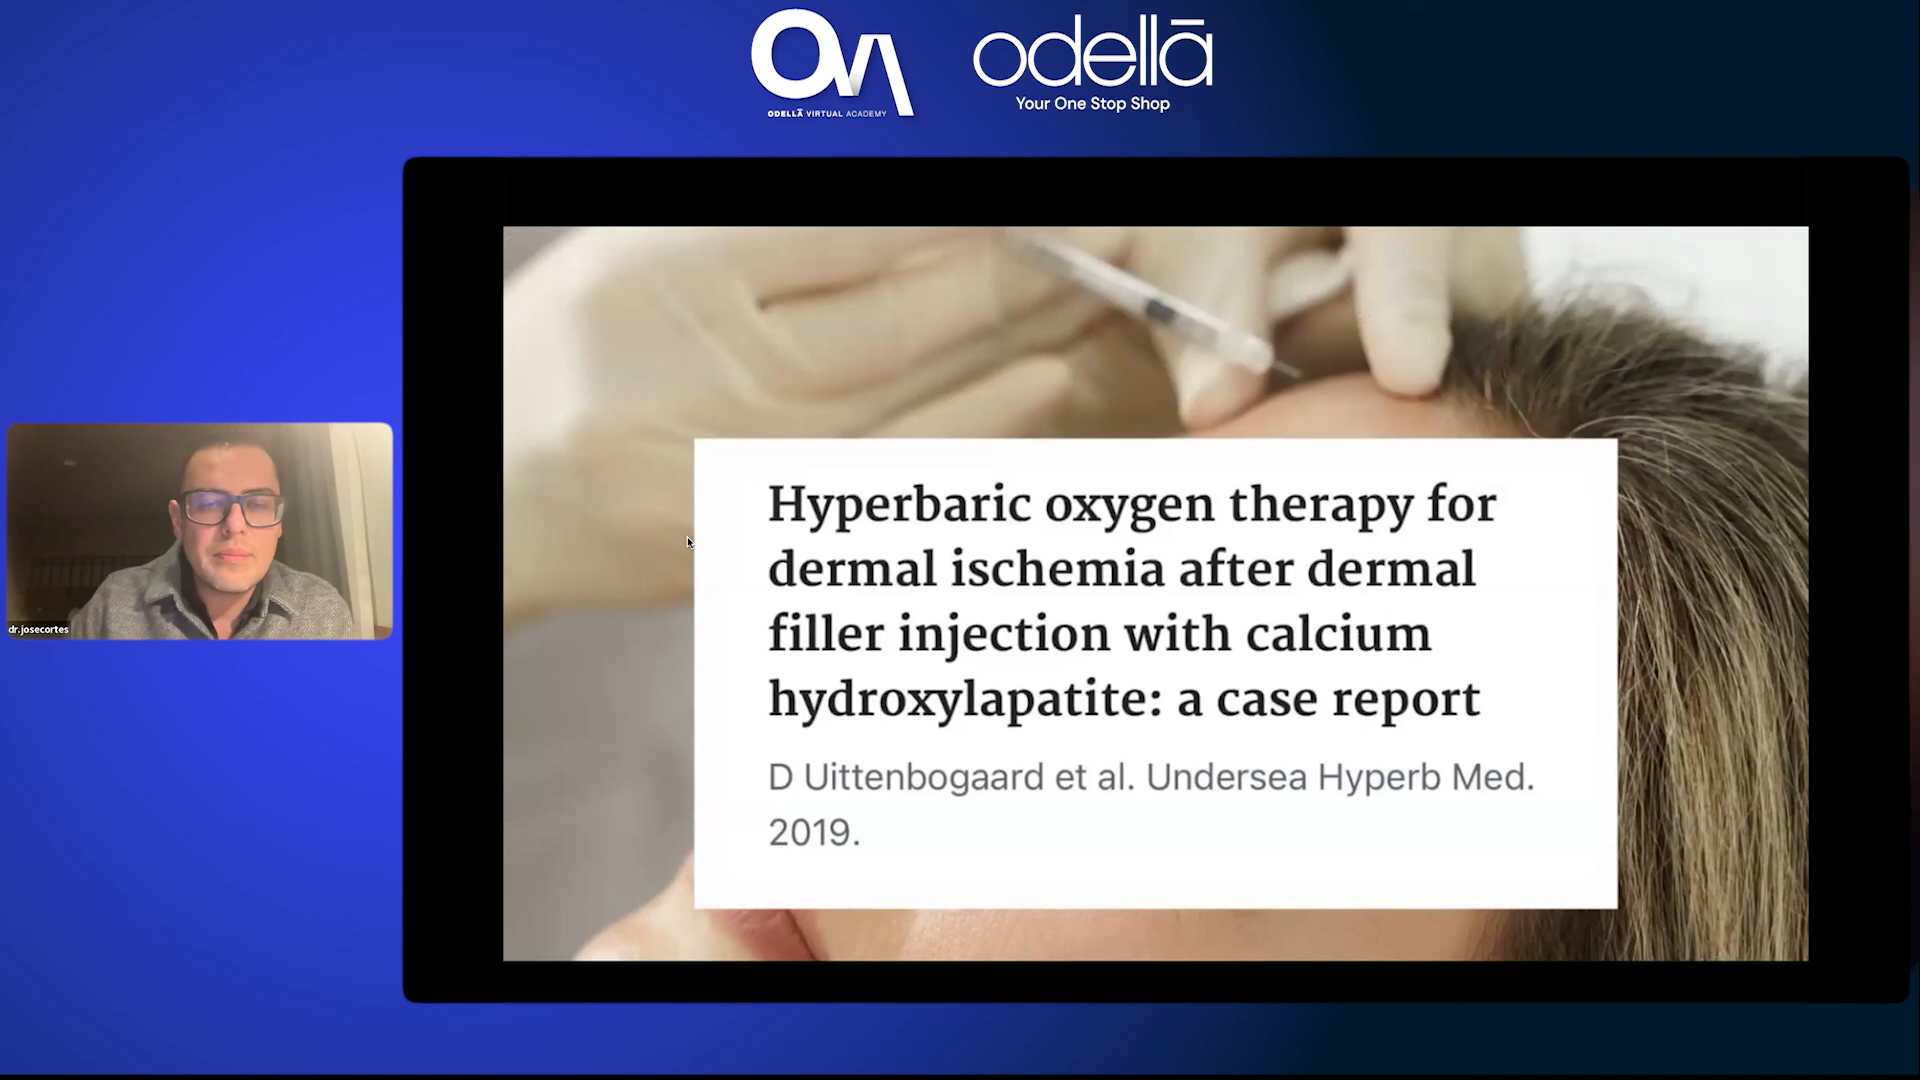 OVA
ODELLĀ VIRTUAL ACADEMY
odellā
Your One Stop Shop
Hyperbaric oxygen therapy for
dermal ischemia after dermal
filler injection with calcium
hydroxylapatite: a case report
D Uittenbogaard et al. Undersea Hyperb Med.
2019.
dr.josecortes